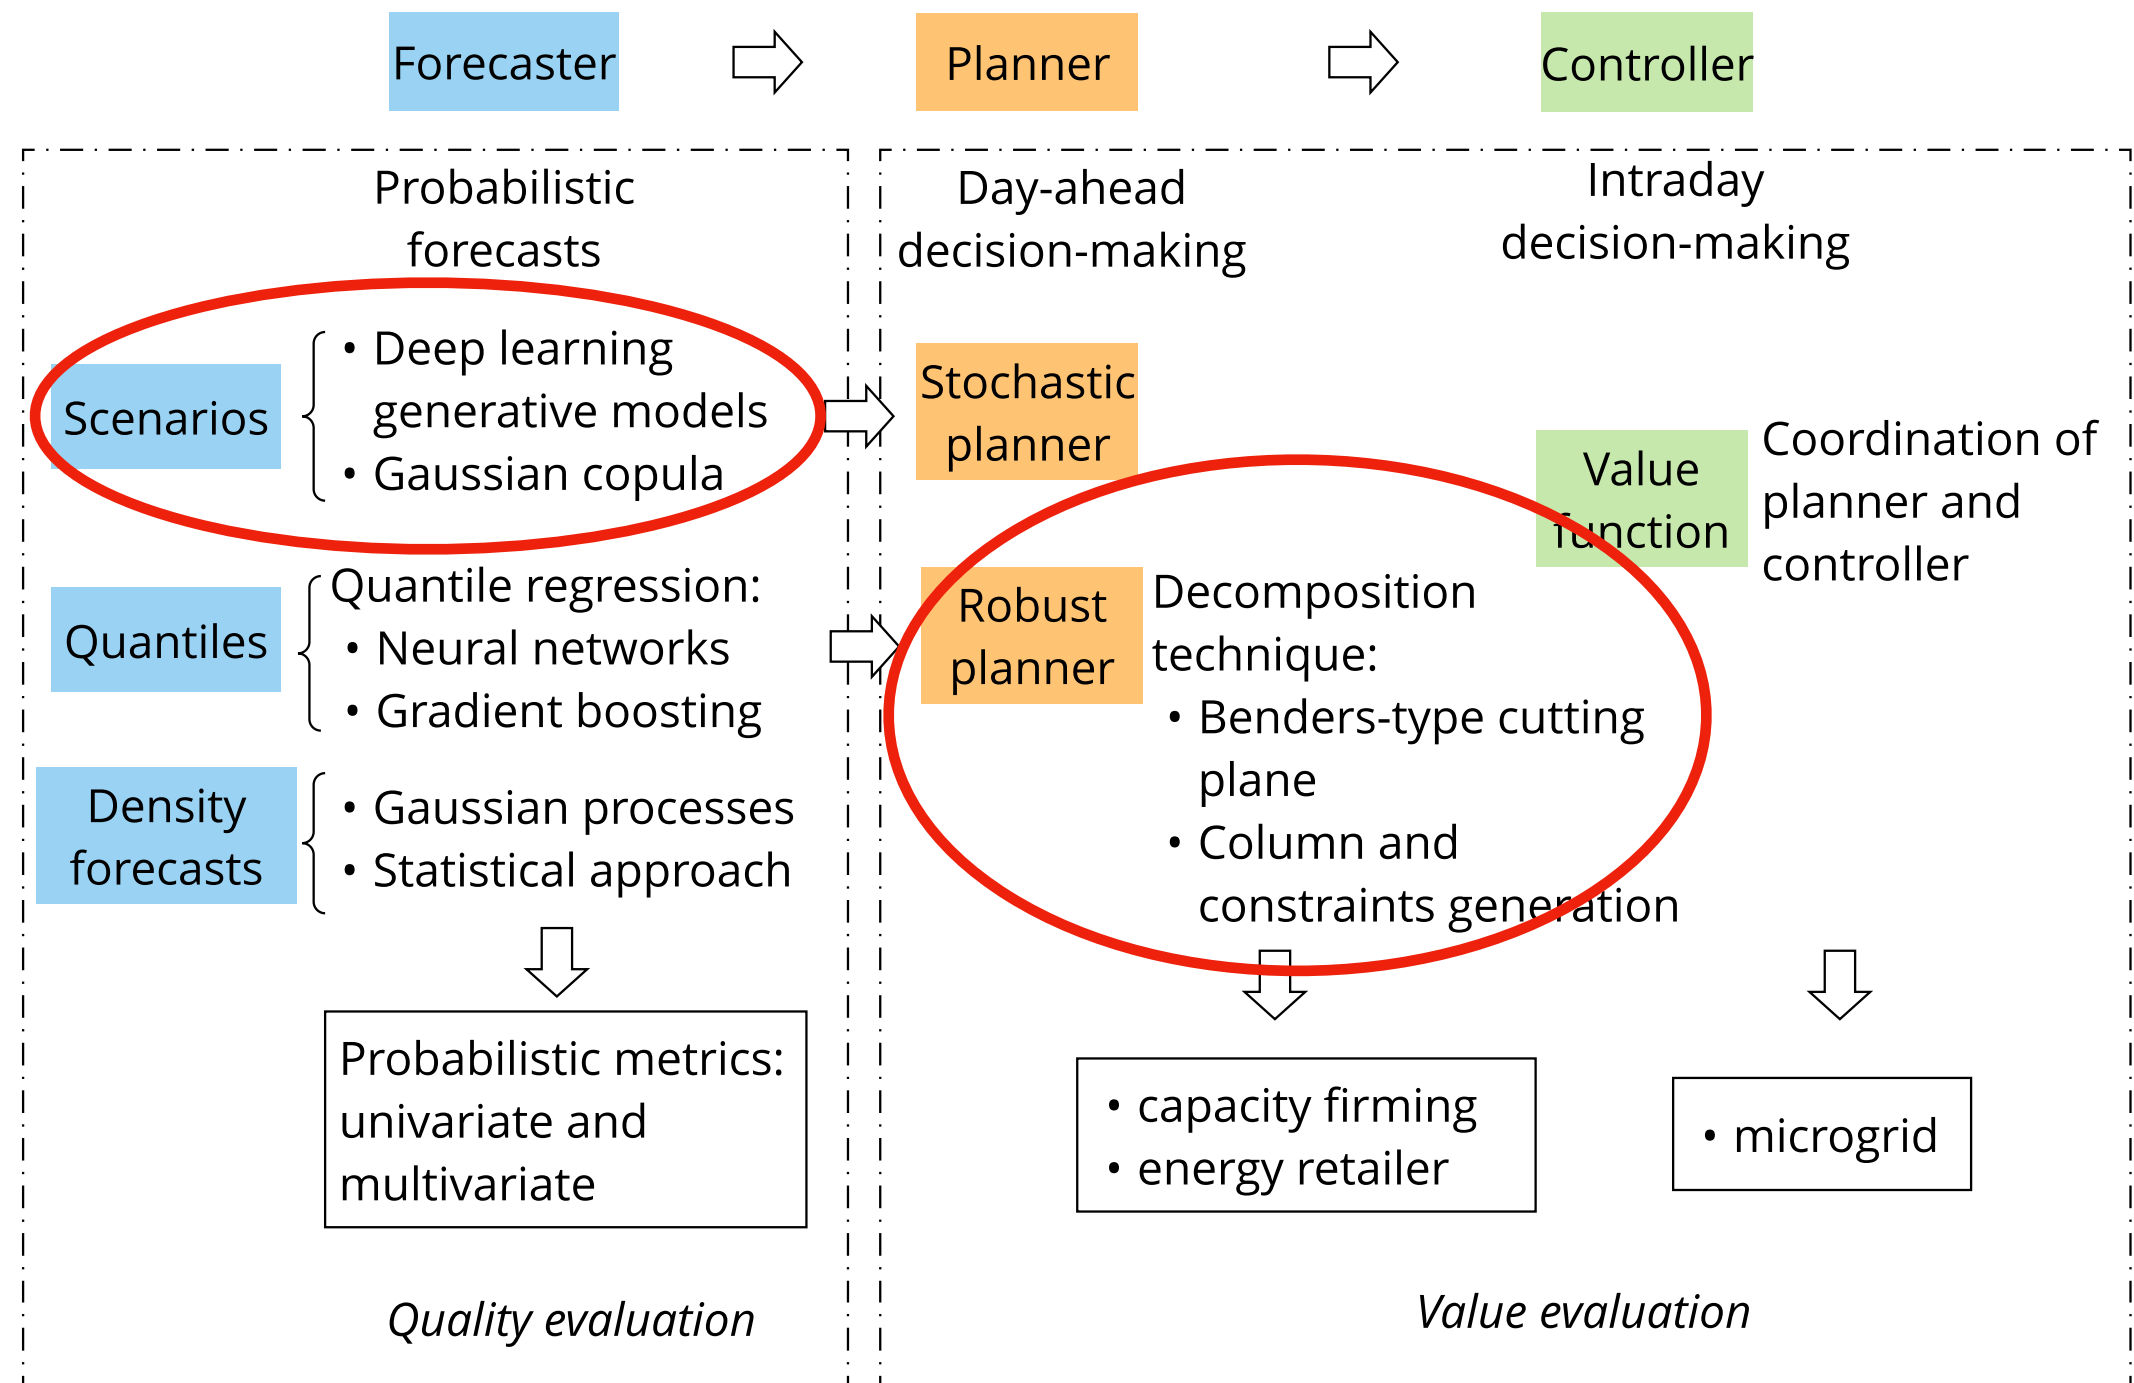 Forecaster
Planner
Controller
Probabilistic
forecasts
Scenarios
• Deep learning
generative models
• Gaussian copula
Quantiles
Quantile regression:
• Neural networks
• Gradient boosting
Density
forecasts
• Gaussian processes
• Statistical approach
Probabilistic metrics:
univariate and
multivariate
Quality evaluation
Day-ahead
decision-making
Intraday
decision-making
Stochastic
planner
Robust
planner
Decomposition
technique:
• Benders-type cutting
plane
• Column and
constraints generation
Value
function
Coordination of
planner and
controller
• capacity firming
• energy retailer
• microgrid
Value evaluation